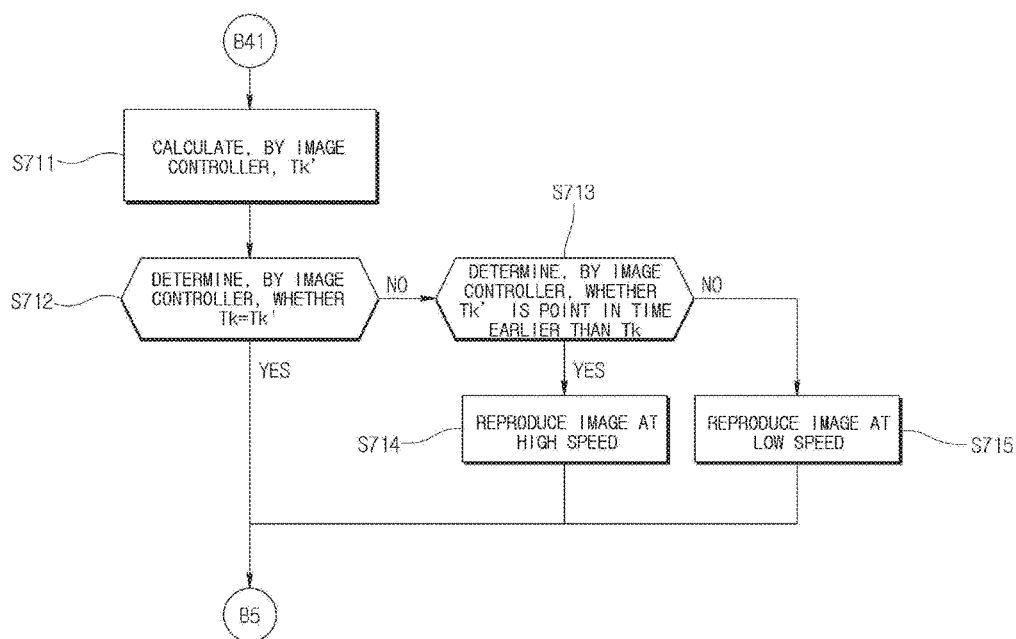 B41
S711
CALCULATE, BY IMAGE
CONTROLLER, Tk'
S713
S712
DETERMINE, BY IMAGE
CONTROLLER, WHETHER
Tk=Tk'
NO
DETERMINE, BY IMAGE
CONTROLLER, WHETHER
Tk' IS POINT IN TIME
EARLIER THAN Tk
NO
YES
YES
S714
REPRODUCE IMAGE AT
HIGH SPEED
REPRODUCE IMAGE AT
LOW SPEED
S715
B5